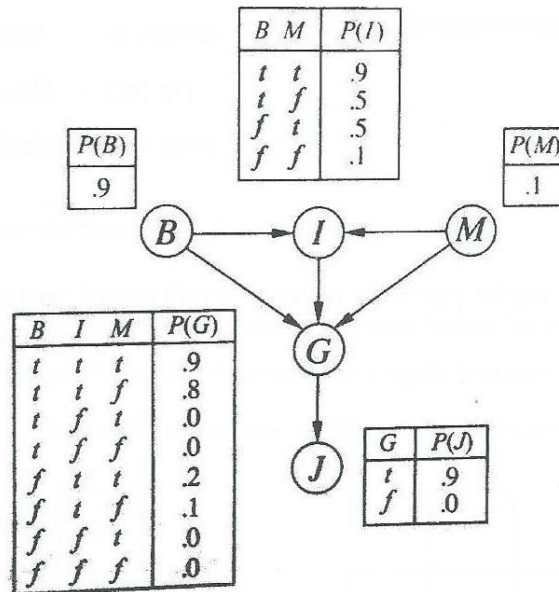 B M P(I)
t t .9
t f .5
f t .5
f f .1
P(B)
.9
P(M)
.1
B I M
G
J
B I M P(G)
t t t .9
t t f .8
t f t .0
t f f .0
f t t .2
f t f .1
f f t .0
f f f .0
G P(J)
t .9
f .0